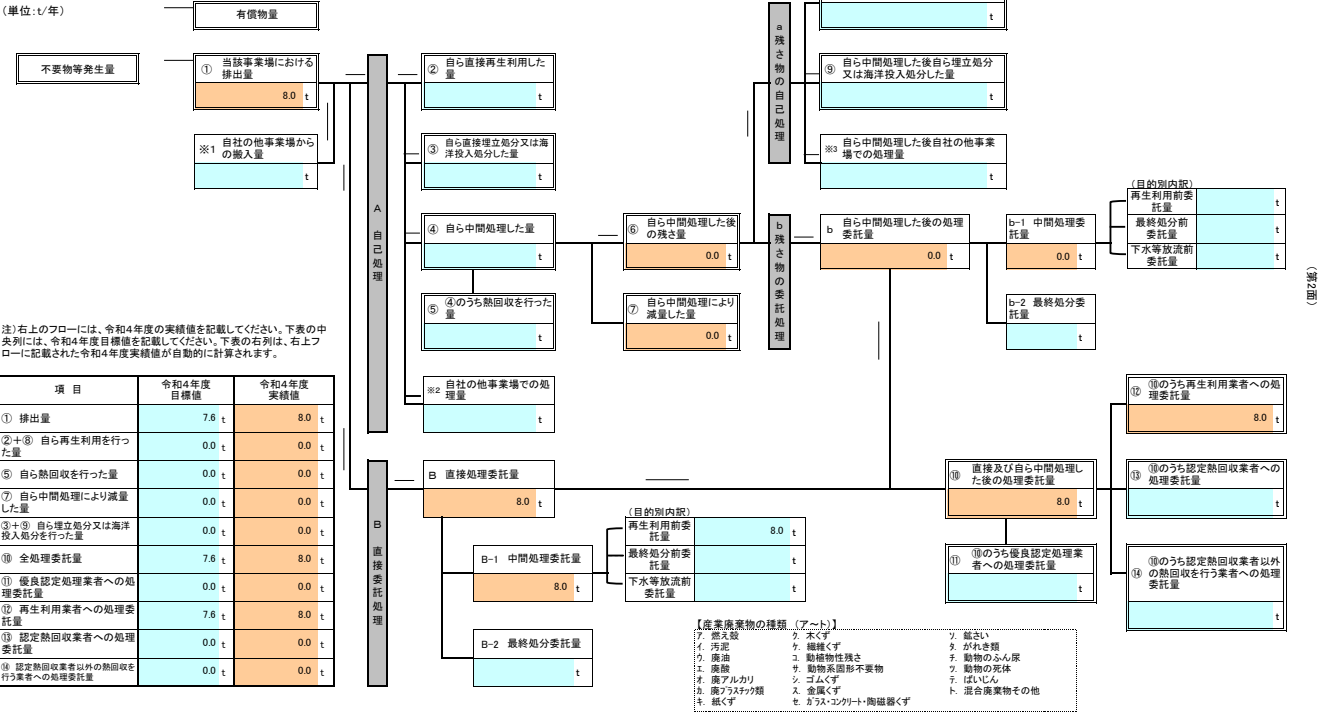 (単位:t/年)
有償物量
不要物等発生量
① 当該事業場における
排出量
8.0 t
※1 自社の他事業場から
の搬入量
t
A 自己処理
② 自ら直接再生利用した
量
t
③ 自ら直接埋立処分又は海
洋投入処分した量
t
④ 自ら中間処理した量
t
⑤ ④のうち熱回収を行った
量
t
※2 自社の他事業場での処
理量
t
⑥ 自ら中間処理した後
の残さ量
0.0 t
⑦ 自ら中間処理により
減量した量
0.0 t
a 残さ物の自己処理
t
⑨ 自ら中間処理した後自ら埋立処分
又は海洋投入処分した量
t
※3 自ら中間処理した後自社の他事業
場での処理量
t
b 残さ物の委託処理
b 自ら中間処理した後の処理
委託量
0.0 t
b-1 中間処理委
託量
0.0 t
b-2 最終処分委
託量
t
(目的別内訳)
再生利用前委
託量
t
最終処分前
委託量
t
下水等放流前
委託量
t
(第2面)
注)右上のフローには、令和4年度の実績値を記載してください。下表の中
央列には、令和4年度目標値を記載してください。下表の右列は、右上フ
ローに記載された令和4年度実績値が自動的に計算されます。
項 目
令和4年度
目標値
令和4年度
実績値
① 排出量 7.6 t 8.0 t
②+⑧ 自ら再生利用を行っ
た量 0.0 t 0.0 t
⑤ 自ら熱回収を行った量 0.0 t 0.0 t
⑦ 自ら中間処理により減量
した量 0.0 t 0.0 t
③+⑨ 自ら埋立処分又は海洋
投入処分を行った量 0.0 t 0.0 t
⑩ 全処理委託量 7.6 t 8.0 t
⑪ 優良認定処理業者への処
理委託量 0.0 t 0.0 t
⑫ 再生利用業者への処理委
託量 7.6 t 8.0 t
⑬ 認定熱回収業者への処理
委託量 0.0 t 0.0 t
⑭ 認定熱回収業者以外の熱回収を
行う業者への処理委託量 0.0 t 0.0 t
B 直接委託処理
B 直接処理委託量
8.0 t
B-1 中間処理委託量
8.0 t
B-2 最終処分委託量
t
(目的別内訳)
再生利用前委
託量
8.0 t
最終処分前委
託量
t
下水等放流前
委託量
t
⑩ 直接及び自ら中間処理し
た後の処理委託量
8.0 t
⑪ ⑩のうち優良認定処理業
者への処理委託量
t
⑫ ⑩のうち再生利用業者への処
理委託量
8.0 t
⑬ ⑩のうち認定熱回収業者への
処理委託量
t
⑭ ⑩のうち認定熱回収業者以外
の熱回収を行う業者への処理
委託量
t
【産業廃棄物の種類 (ア~ト)】
ア. 燃え殻 ク. 木くず ソ. 鉱さい
イ. 汚泥 ケ. 繊維くず タ. がれき類
ウ. 廃油 コ. 動植物性残さ チ. 動物のふん尿
エ. 廃酸 サ. 動物系固形不要物 ツ. 動物の死体
オ. 廃アルカリ シ. ゴムくず テ. ばいじん
カ. 廃プラスチック類 ス. 金属くず ト. 混合廃棄物その他
キ. 紙くず セ. ガラス・コンクリート・陶磁器くず